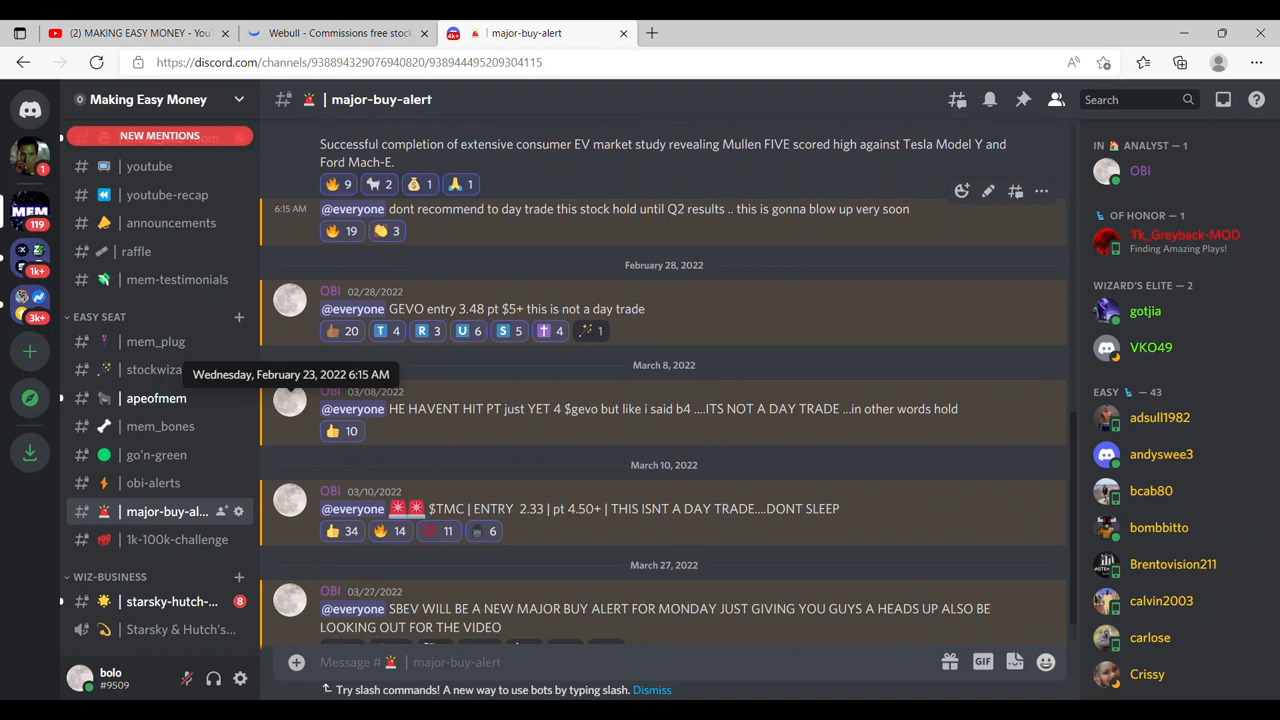 (2) MAKING EASY MONEY - You
Webull - Commissions free stock
4k+
| major-buy-alert
https://discord.com/channels/938894329076940820/938944495209304115
Making Easy Money
| major-buy-alert
Search
NEW MENTIONS
| youtube
| youtube-recap
| announcements
| raffle
| mem-testimonials
EASY SEAT
| mem_plug
| stockwiza
| apeofmem
| mem_bones
| go'n-green
| obi-alerts
| major-buy-al...
| 1k-100k-challenge
WIZ-BUSINESS
| starsky-hutch-... 8
| Starsky & Hutch's...
bolo
#9509
1
MEM
119
1k+
3k+
Successful completion of extensive consumer EV market study revealing Mullen FIVE scored high against Tesla Model Y and
Ford Mach-E.
9 2 1 1
6:15 AM @everyone dont recommend to day trade this stock hold until Q2 results .. this is gonna blow up very soon
19 3
February 28, 2022
OBI 02/28/2022
@everyone GEVO entry 3.48 pt $5+ this is not a day trade
20 T 4 R 3 U 6 S 5 4 1
Wednesday, February 23, 2022 6:15 AM
March 8, 2022
OBI 03/08/2022
@everyone HE HAVENT HIT PT just YET 4 $gevo but like i said b4 ....ITS NOT A DAY TRADE ...in other words hold
10
March 10, 2022
OBI 03/10/2022
@everyone $TMC | ENTRY 2.33 | pt 4.50+ | THIS ISNT A DAY TRADE....DONT SLEEP
34 14 11 6
March 27, 2022
OBI 03/27/2022
@everyone SBEV WILL BE A NEW MAJOR BUY ALERT FOR MONDAY JUST GIVING YOU GUYS A HEADS UP ALSO BE
LOOKING OUT FOR THE VIDEO
Message # | major-buy-alert
GIF
Try slash commands! A new way to use bots by typing slash. Dismiss
IN ANALYST — 1
OBI
OF HONOR — 1
Tk_Greyback-MOD
Finding Amazing Plays!
WIZARD'S ELITE — 2
gotjia
VKO49
EASY — 43
adsull1982
andyswee3
bcab80
bombbitto
Brentovision211
calvin2003
carlose
Crissy